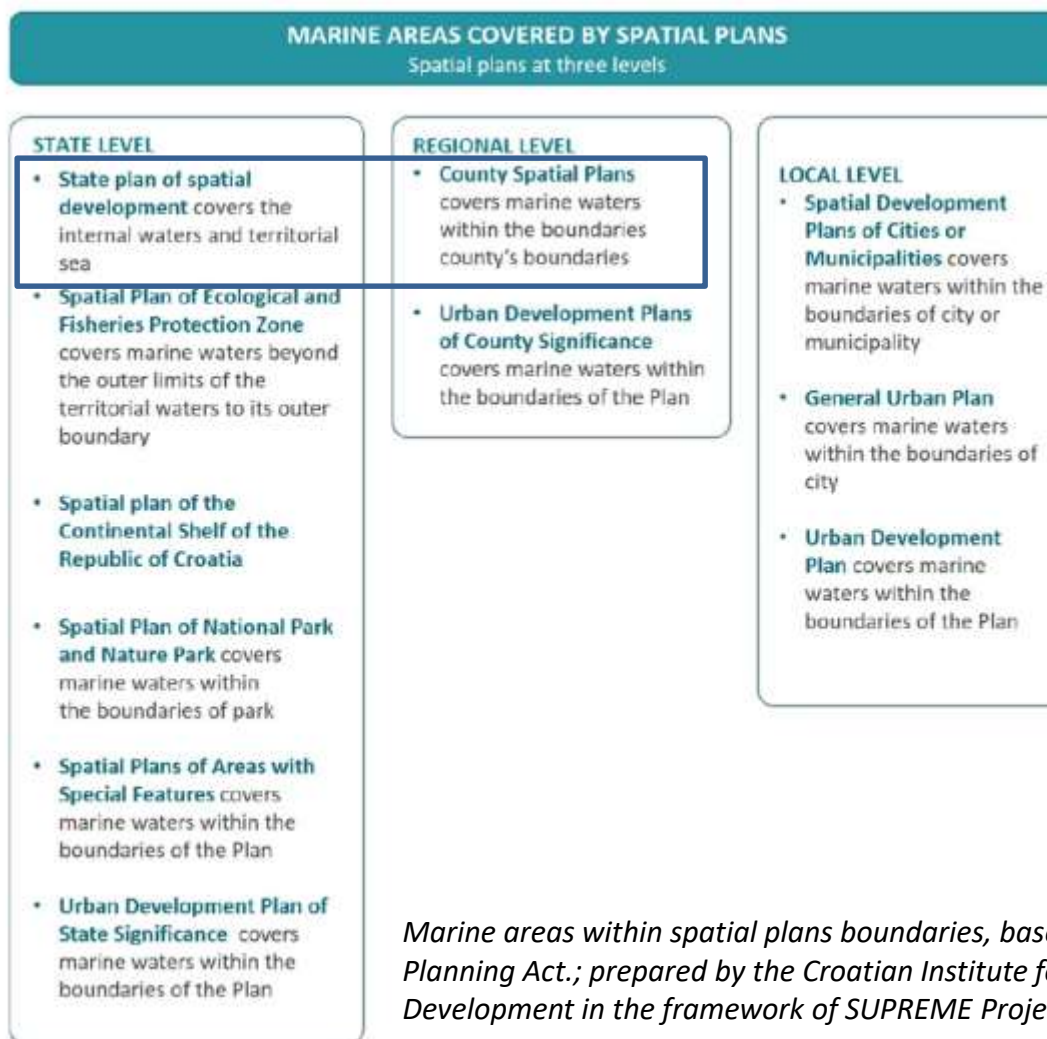 MARINE AREAS COVERED BY SPATIAL PLANS
Spatial plans at three levels
STATE LEVEL
• State plan of spatial
development covers the
internal waters and territorial
sea
• Spatial Plan of Ecological and
Fisheries Protection Zone
covers marine waters beyond
the outer limits of the
territorial waters to its outer
boundary
• Spatial plan of the
Continental Shelf of the
Republic of Croatia
• Spatial Plan of National Park
and Nature Park covers
marine waters within
the boundaries of park
• Spatial Plans of Areas with
Special Features covers
marine waters within the
boundaries of the Plan
• Urban Development Plan of
State Significance covers
marine waters within the
boundaries of the Plan
REGIONAL LEVEL
• County Spatial Plans
covers marine waters
within the boundaries
county's boundaries
• Urban Development Plans
of County Significance
covers marine waters within
the boundaries of the Plan
LOCAL LEVEL
• Spatial Development
Plans of Cities or
Municipalities covers
marine waters within the
boundaries of city or
municipality
• General Urban Plan
covers marine waters
within the boundaries of
city
• Urban Development
Plan covers marine
waters within the
boundaries of the Plan
Marine areas within spatial plans boundaries,
Planning Act.; prepared by the Croatian Institute
Development in the framework of SUPREME